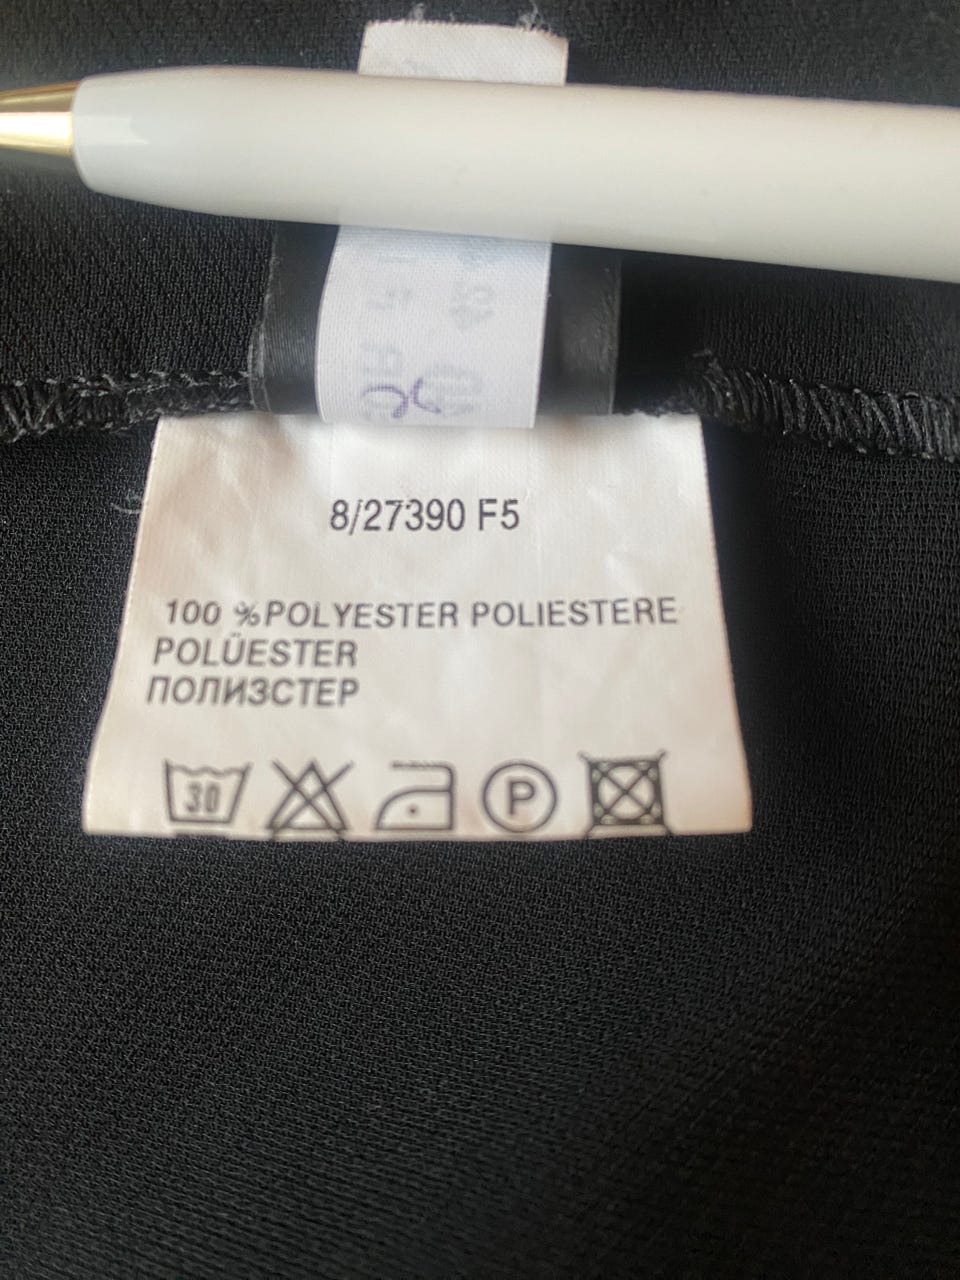 8/27390 F5
100 %POLYESTER POLIESTERE
POLÜESTER
ПОЛИЗСТЕР
30
P